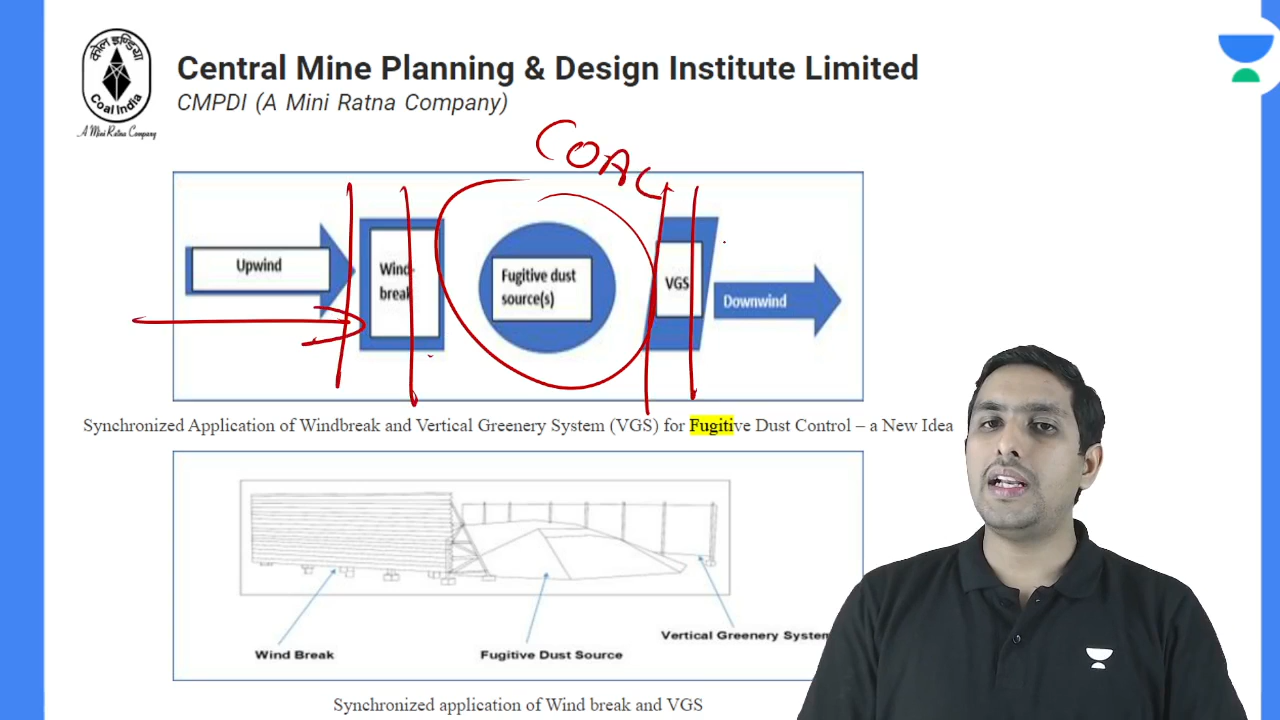 कोल इण्डिया
Coal India
A Mini Ratna Company
Central Mine Planning & Design Institute Limited
CMPDI (A Mini Ratna Company)
COAL
Upwind
Wind-
break
Fugitive dust
source(s)
VGS
Downwind
Synchronized Application of Windbreak and Vertical Greenery System (VGS) for Fugitive Dust Control – a New Idea
Wind Break
Fugitive Dust Source
Vertical Greenery System
Synchronized application of Wind break and VGS